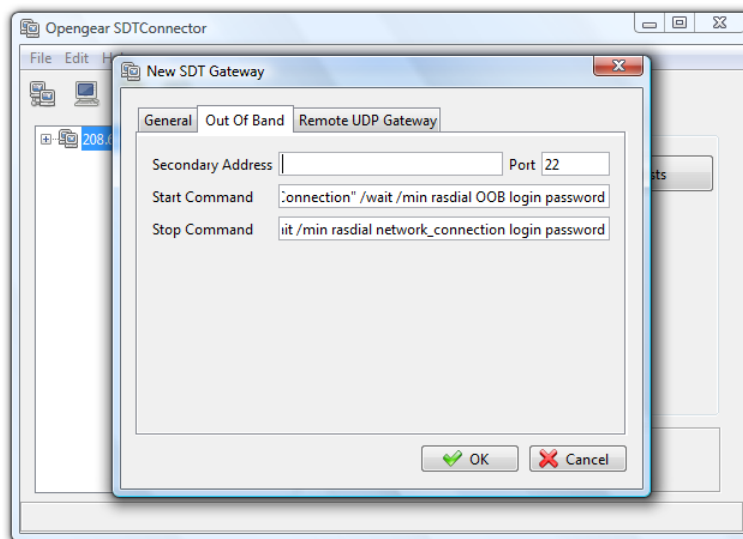 Opengear SDTConnector
File Edit
New SDT Gateway
General Out Of Band Remote UDP Gateway
208.
Secondary Address Port 22
Start Command Connection" /wait /min rasdial OOB login password
Stop Command /min rasdial network_connection login password
OK Cancel